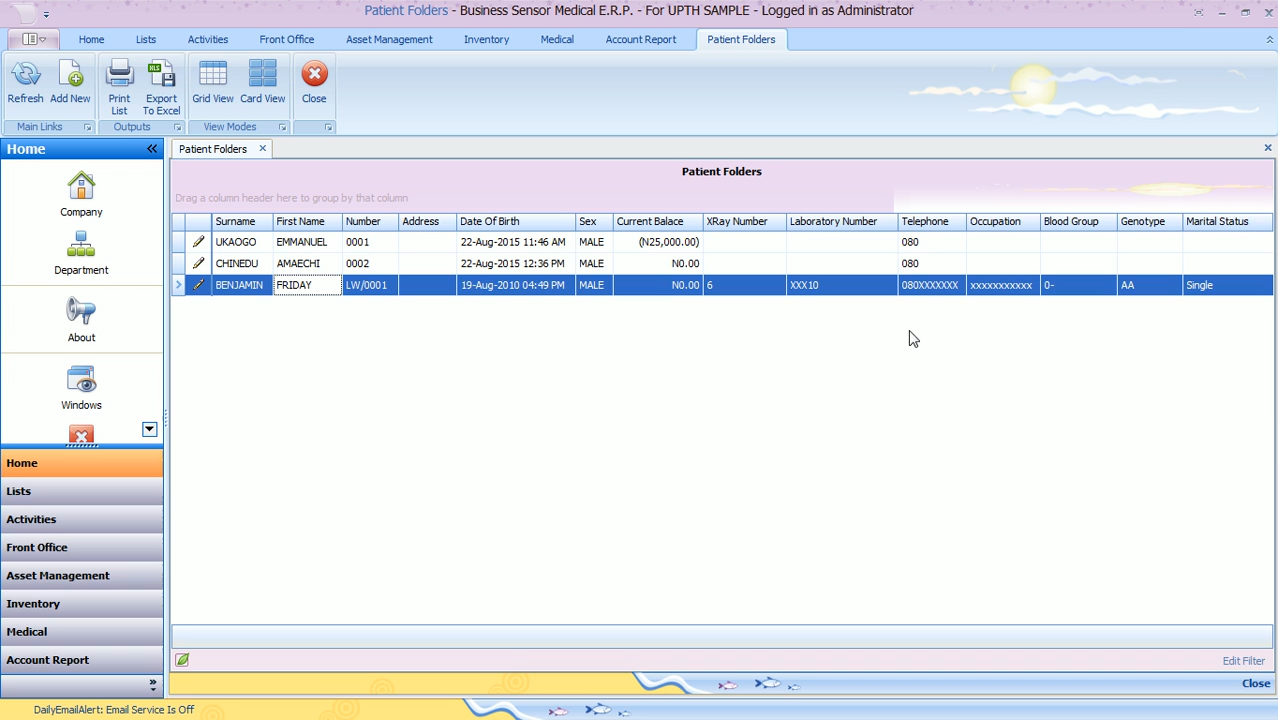 Patient Folders - Business Sensor Medical E.R.P. - For UPTH SAMPLE - Logged in as Administrator
Home Lists Activities Front Office Asset Management Inventory Medical Account Report Patient Folders
Refresh Add New Print List Export To Excel Grid View Card View Close
Main Links Outputs View Modes
Home
Patient Folders
Patient Folders
Drag a column header here to group by that column
Surname First Name Number Address Date Of Birth Sex Current Balace XRay Number Laboratory Number Telephone Occupation Blood Group Genotype Marital Status
UKAOGO EMMANUEL 0001 22-Aug-2015 11:46 AM MALE (N25,000.00) 080
CHINEDU AMAECHI 0002 22-Aug-2015 12:36 PM MALE N0.00 080
BENJAMIN FRIDAY LW/0001 19-Aug-2010 04:49 PM MALE N0.00 6 XXX10 080XXXXXXX xxxxxxxxxxx 0- AA Single
Company
Department
About
Windows
Home
Lists
Activities
Front Office
Asset Management
Inventory
Medical
Account Report
Edit Filter
Close
DailyEmailAlert: Email Service Is Off